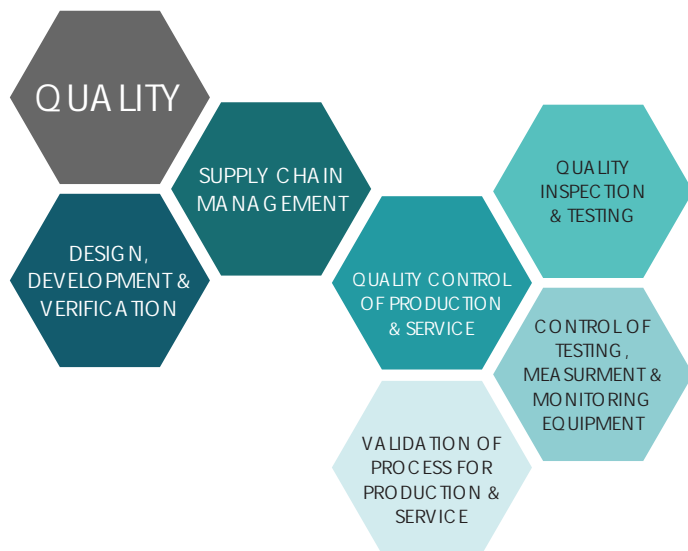 QUALITY
SUPPLY CHAIN
MANAGEMENT
DESIGN,
DEVELOPMENT &
VERIFICATION
QUALITY CONTROL
OF PRODUCTION
& SERVICE
QUALITY
INSPECTION
& TESTING
CONTROL OF
TESTING,
MEASURMENT &
MONITORING
EQUIPMENT
VALIDATION OF
PROCESS FOR
PRODUCTION &
SERVICE